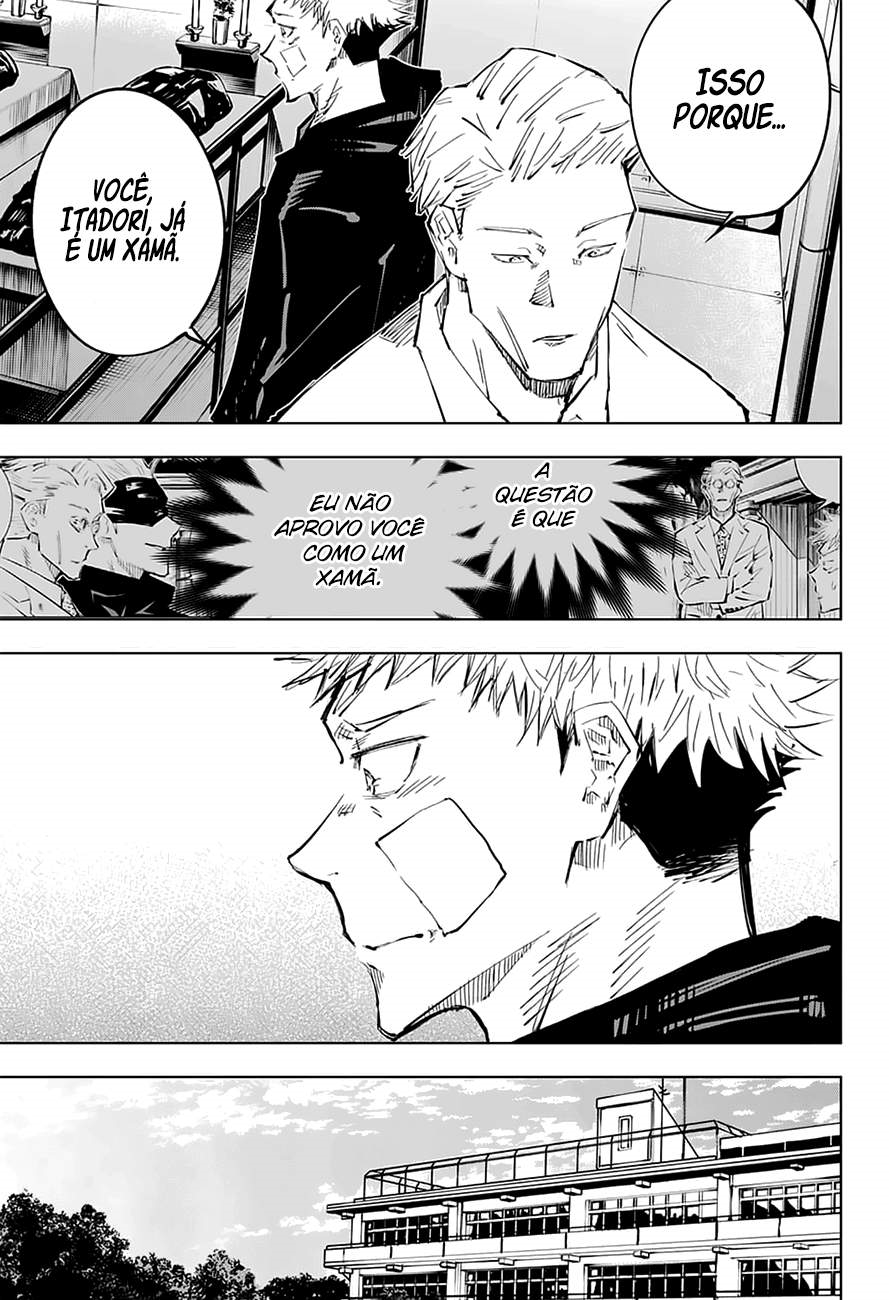 ISSO
PORQUE...
VOCÊ,
ITADORI, JÁ
É UM XAMÃ.
A
QUESTÃO
É QUE
EU NÃO
APROVO VOCÊ
COMO UM
XAMÃ.